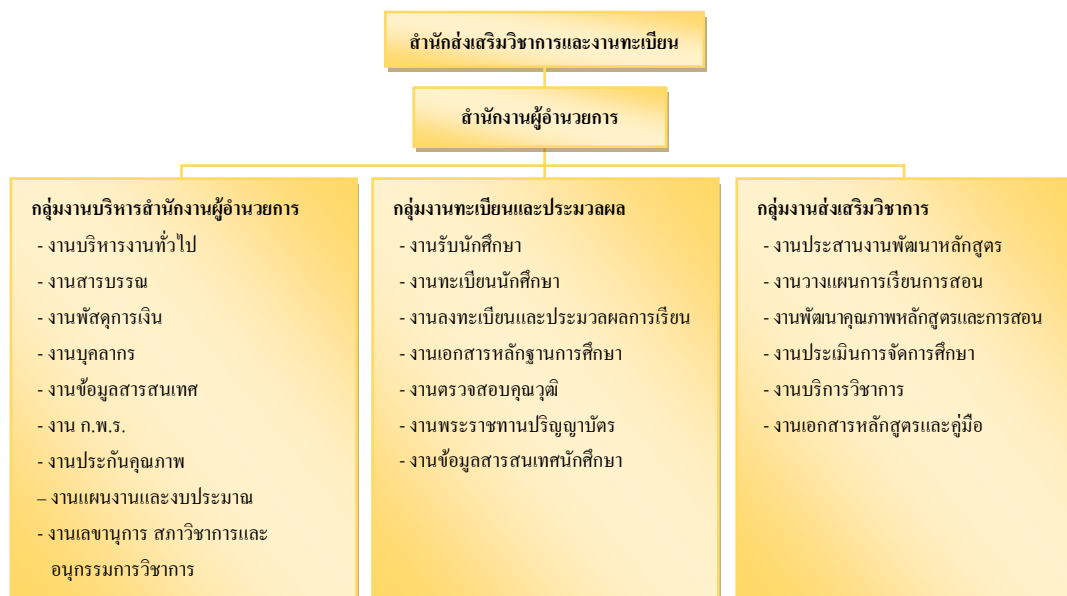 สำนักส่งเสริมวิชาการและงานทะเบียน
สำนักงานผู้อำนวยการ
กลุ่มงานบริหารสำนักงานผู้อำนวยการ
- งานบริหารงานทั่วไป
- งานสารบรรณ
- งานพัสดุการเงิน
- งานบุคลากร
- งานข้อมูลสารสนเทศ
- งาน ก.พ.ร.
- งานประกันคุณภาพ
– งานแผนงานและงบประมาณ
- งานเลขานุการ สภาวิชาการและ
อนุกรรมการวิชาการ
กลุ่มงานทะเบียนและประมวลผล
- งานรับนักศึกษา
- งานทะเบียนนักศึกษา
- งานลงทะเบียนและประมวลผลการเรียน
- งานเอกสารหลักฐานการศึกษา
- งานตรวจสอบคุณวุฒิ
- งานพระราชทานปริญญาบัตร
- งานข้อมูลสารสนเทศนักศึกษา
กลุ่มงานส่งเสริมวิชาการ
- งานประสานงานพัฒนาหลักสูตร
- งานวางแผนการเรียนการสอน
- งานพัฒนาคุณภาพหลักสูตรและการสอน
- งานประเมินการจัดการศึกษา
- งานบริการวิชาการ
- งานเอกสารหลักสูตรและคู่มือ